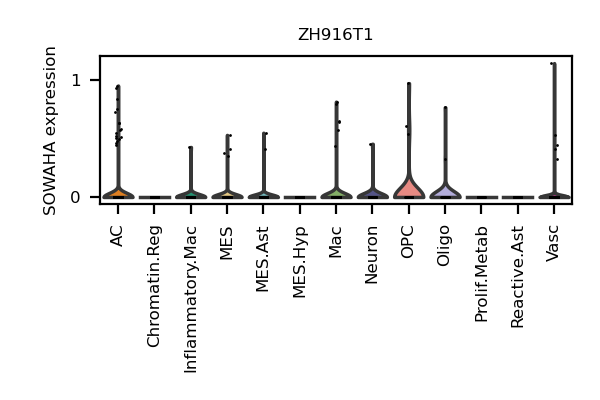 ZH916T1
SOWAHA expression
1
0
AC
Chromatin.Reg
Inflammatory.Mac
MES
MES.Ast
MES.Hyp
Mac
Neuron
OPC
Oligo
Prolif.Metab
Reactive.Ast
Vasc